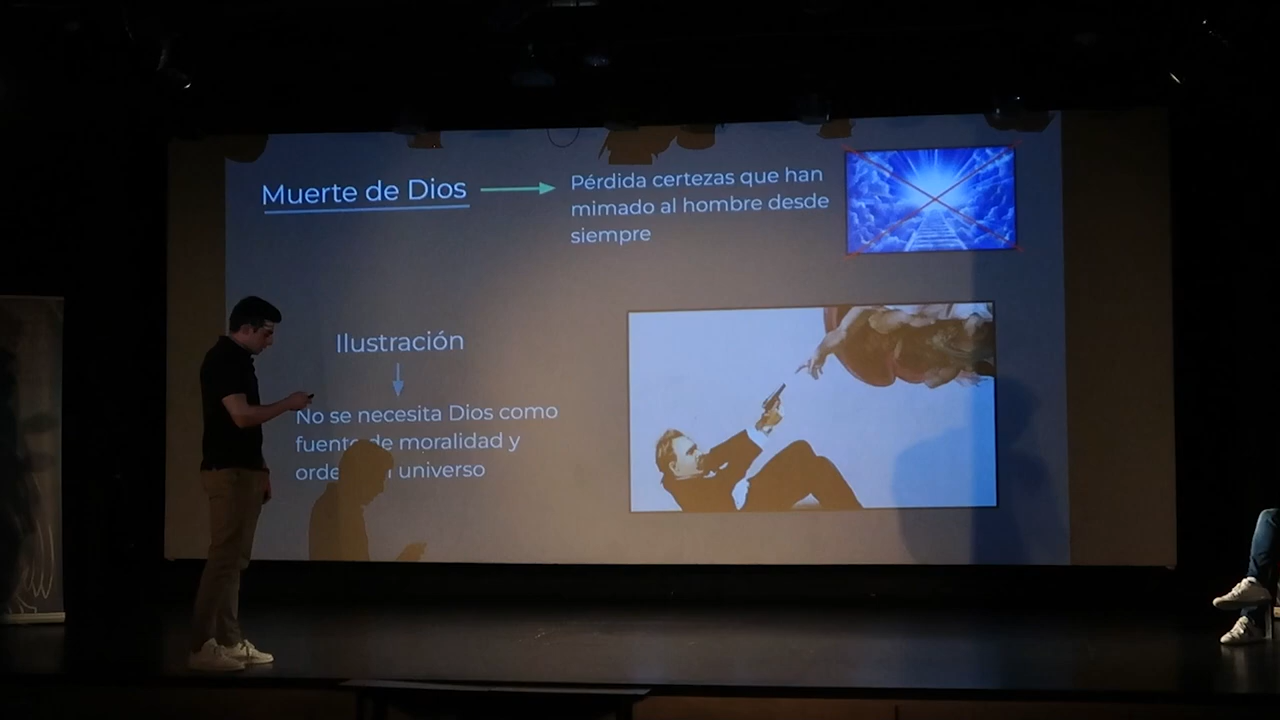 Muerte de Dios
Pérdida certezas que han
mimado al hombre desde
siempre
Ilustración
No se necesita Dios como
fuente de moralidad y
universo